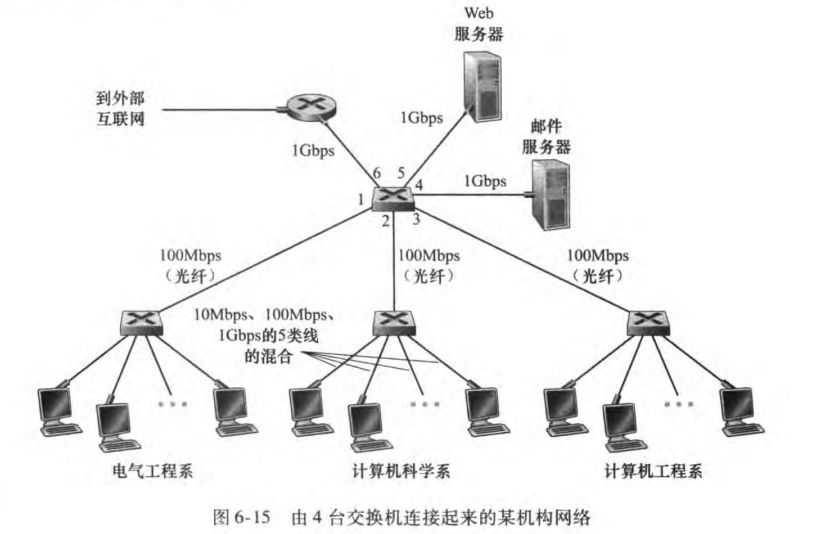 Web
服务器
到外部
互联网
1Gbps
邮件
服务器
1Gbps
1Gbps
6 5
4
1
2
3
100Mbps
（光纤）
100Mbps
（光纤）
100Mbps
（光纤）
10Mbps、100Mbps、
1Gbps的5类线
的混合
电气工程系
计算机科学系
计算机工程系
图 6-15 由 4 台交换机连接起来的某机构网络